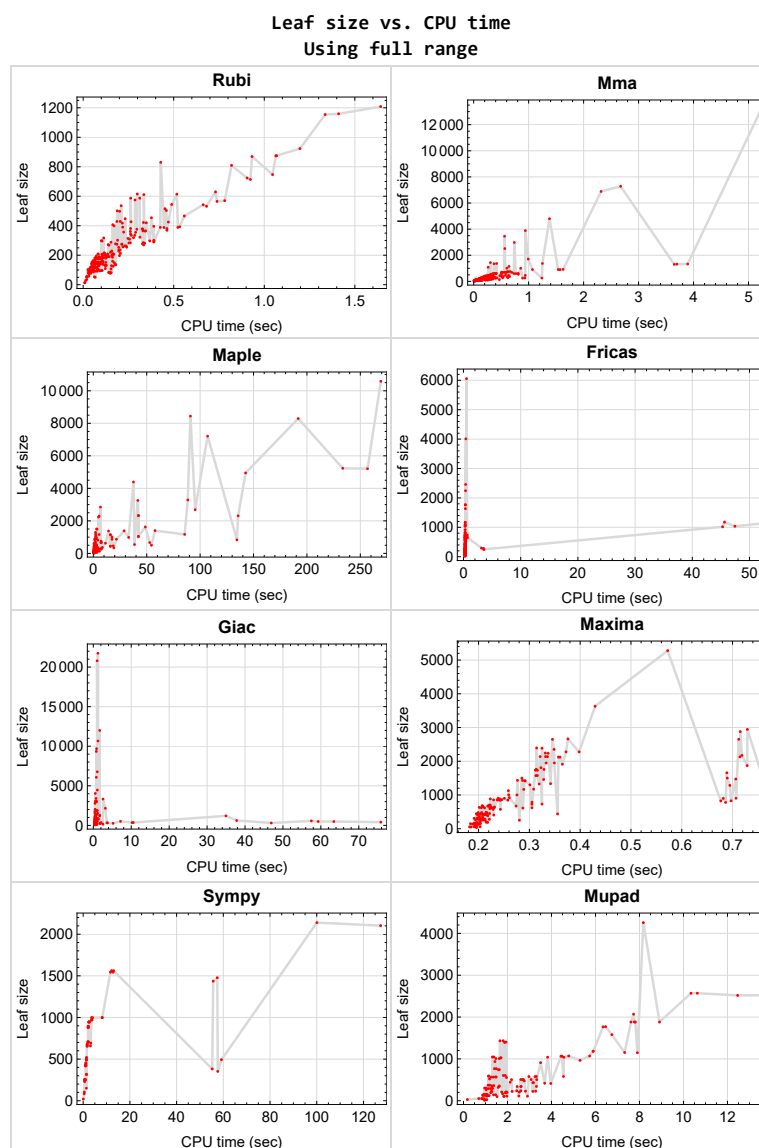 Leaf size vs. CPU time
Using full range
Rubi
Leaf size
1200
1000
800
600
400
200
0
0.0 0.5 1.0 1.5
CPU time (sec)
Mma
Leaf size
12000
10000
8000
6000
4000
2000
0
0 1 2 3 4 5
CPU time (sec)
Maple
Leaf size
10000
8000
6000
4000
2000
0
0 50 100 150 200 250
CPU time (sec)
Fricas
Leaf size
6000
5000
4000
3000
2000
1000
0
0 10 20 30 40 50
CPU time (sec)
Giac
Leaf size
20000
15000
10000
5000
0
0 10 20 30 40 50 60 70
CPU time (sec)
Maxima
Leaf size
5000
4000
3000
2000
1000
0
0.2 0.3 0.4 0.5 0.6 0.7
CPU time (sec)
Sympy
Leaf size
2000
1500
1000
500
0
0 20 40 60 80 100 120
CPU time (sec)
Mupad
Leaf size
4000
3000
2000
1000
0
0 2 4 6 8 10 12
CPU time (sec)